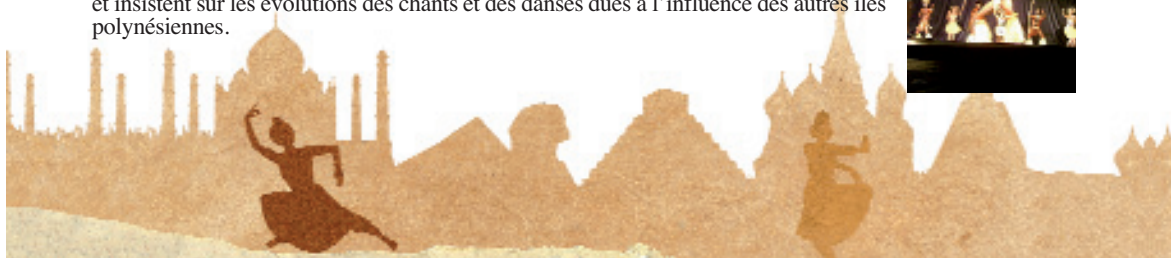 et insistent sur les évolutions des chants et des danses dues à l'influence des autres îles
polynésiennes.